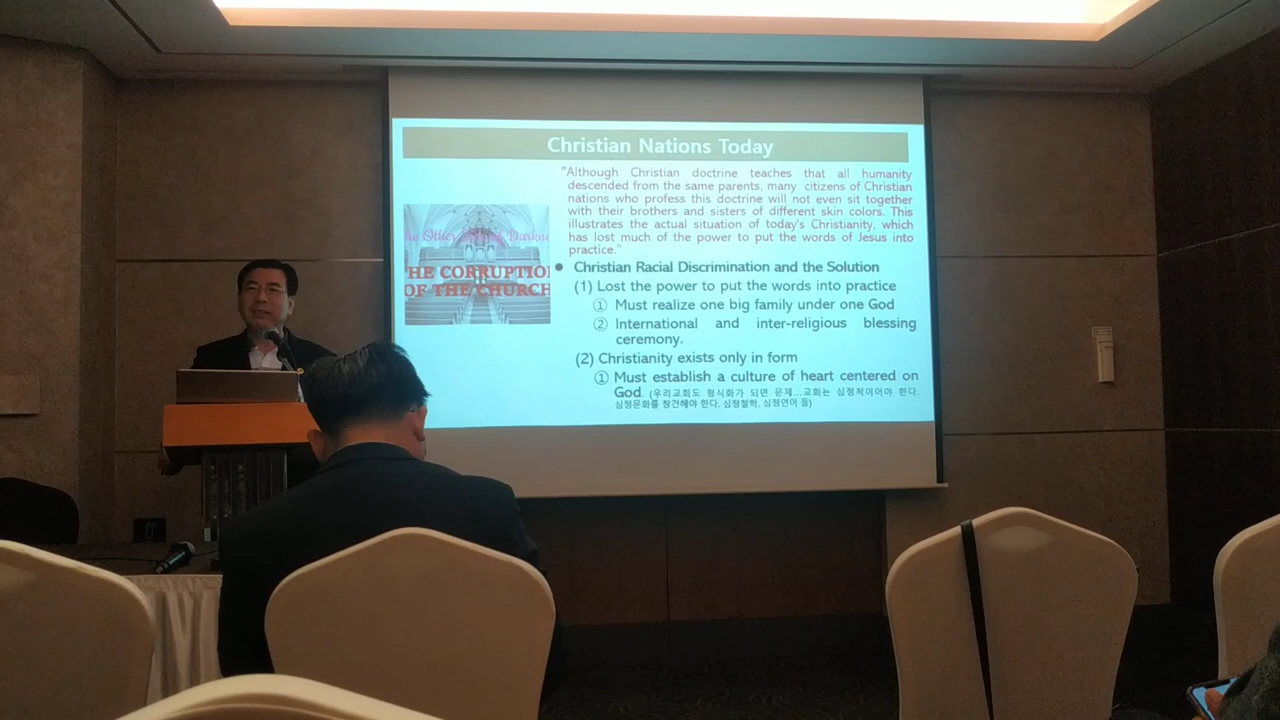 Christian Nations Today
"Although Christian doctrine teaches that all humanity
descended from the same parents, many citizens of Christian
nations who profess this doctrine will not even sit together
with their brothers and sisters of different skin colors. This
illustrates the actual situation of today's Christianity, which
has lost much of the power to put the words of Jesus into
practice."
he Other
Darkne
HE CORRUPTIO
OF THE CHURCH
● Christian Racial Discrimination and the Solution
(1) Lost the power to put the words into practice
① Must realize one big family under one God
② International and inter-religious blessing
ceremony.
(2) Christianity exists only in form
① Must establish a culture of heart centered on
God. (우리교회도 형식화가 되면 문제...교회는 심정적이어야 한다.
심정문화를 창건해야 한다. 심정철학, 심정언어 등)